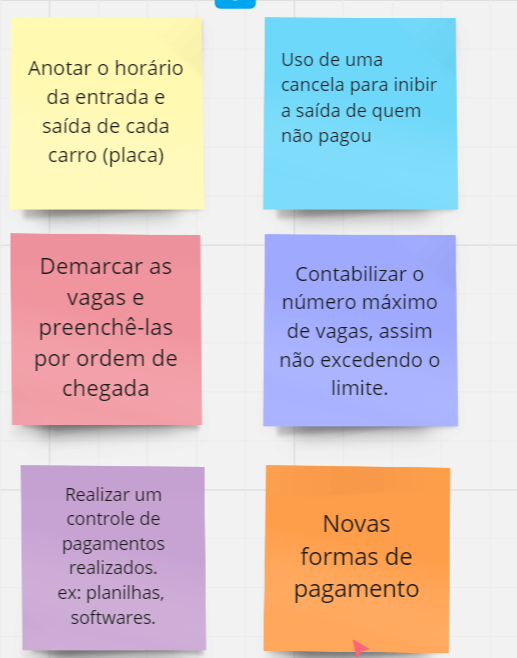 Anotar o horário
da entrada e
saída de cada
carro (placa)
Uso de uma
cancela para inibir
a saída de quem
não pagou
Demarcar as
vagas e
preenchê-las
por ordem de
chegada
Contabilizar o
número máximo
de vagas, assim
não excedendo o
limite.
Realizar um
controle de
pagamentos
realizados.
ex: planilhas,
softwares.
Novas
formas de
pagamento